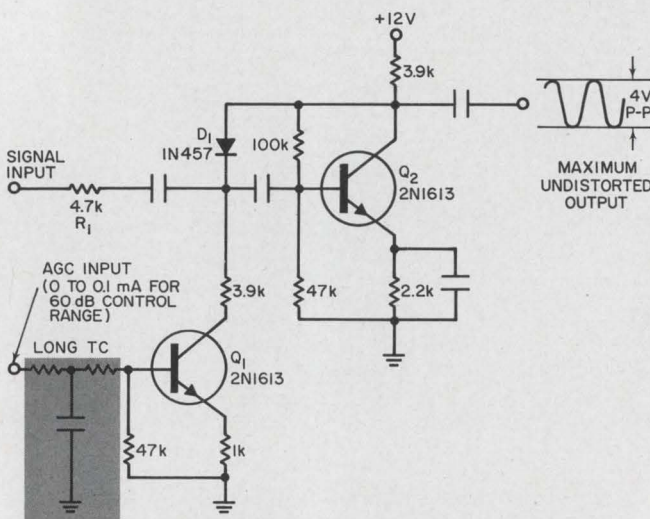 +12V
3.9k
4V
P-P
D1
1N457
100k
SIGNAL
INPUT
Q2
2N1613
MAXIMUM
UNDISTORTED
OUTPUT
4.7k
Ri
AGC INPUT
(0 TO 0.1 mA FOR
60 dB CONTROL
RANGE)
3.9k
47k
2.2k
LONG TC
Q1
2N1613
47k
1k